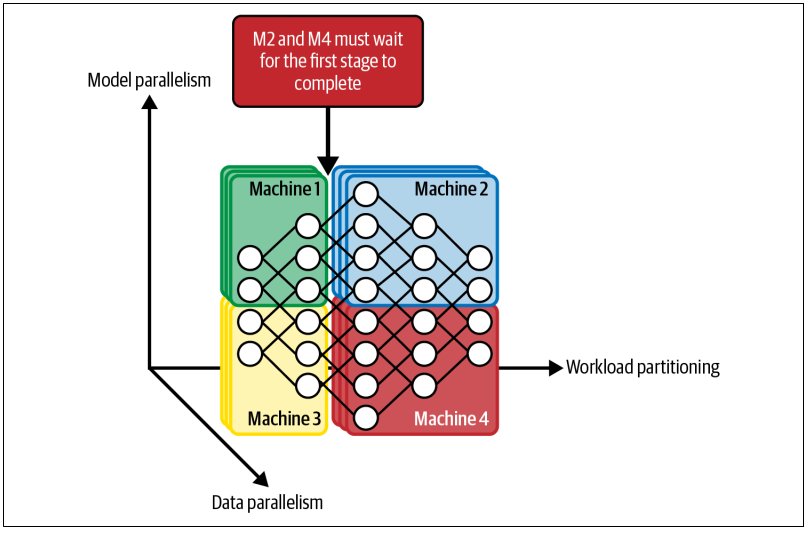 M2 and M4 must wait
for the first stage to
complete
Model parallelism
Machine 1
Machine 2
Workload partitioning
Machine 3
Machine 4
Data parallelism